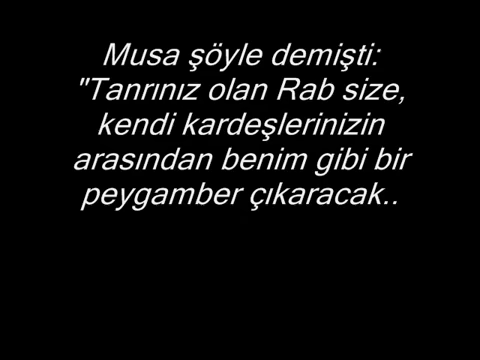 Musa şöyle demişti:
"Tanrınız olan Rab size,
kendi kardeşlerinizin
arasından benim gibi bir
peygamber çıkaracak..